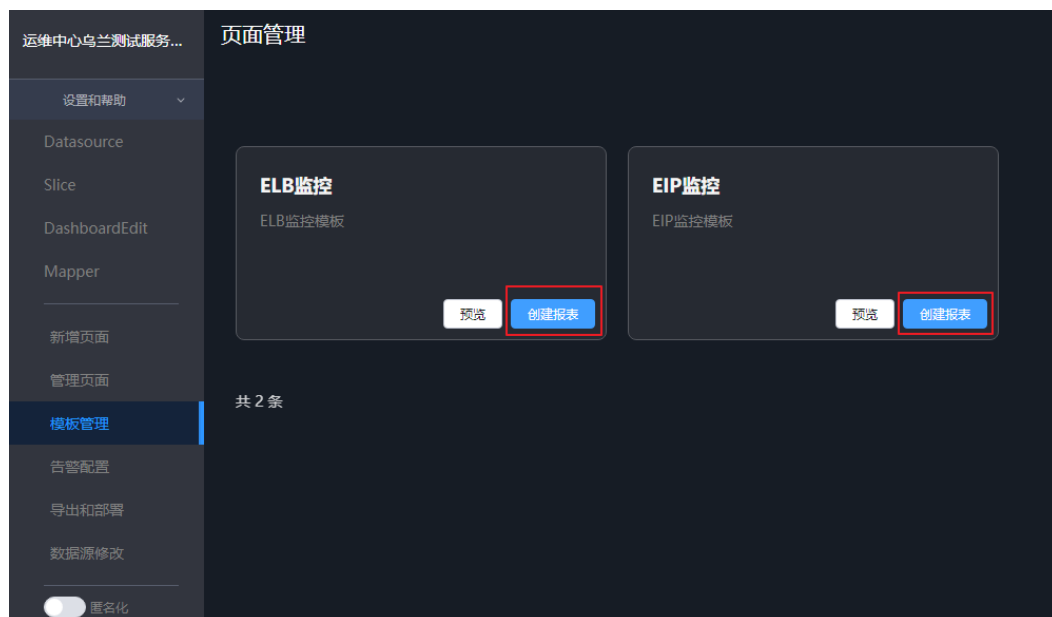 运维中心乌兰测试服务...
页面管理
设置和帮助
Datasource
Slice
DashboardEdit
Mapper
新增页面
管理页面
模板管理
告警配置
导出和部署
数据源修改
匿名化
ELB监控
ELB监控模板
预览
创建报表
EIP监控
EIP监控模板
预览
创建报表
共 2 条